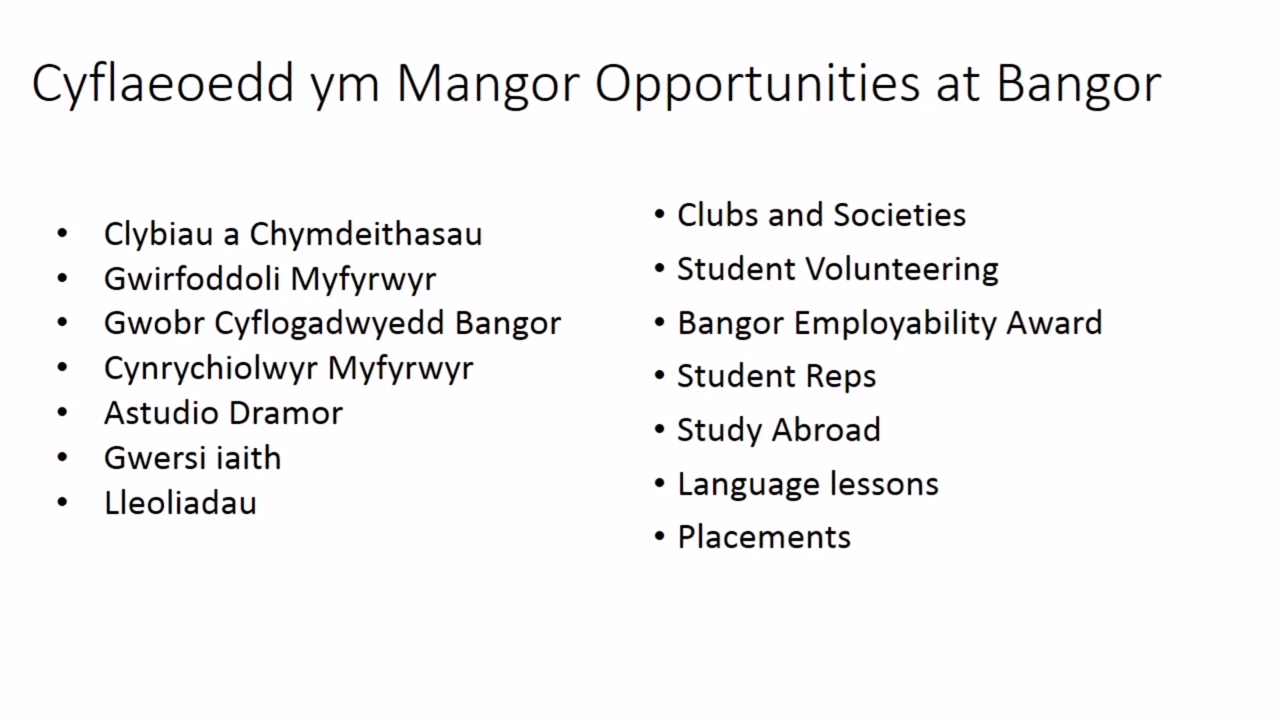 Cyflaeoedd ym Mangor Opportunities at Bangor
• Clybiau a Chymdeithasau
• Gwirfoddoli Myfyrwyr
• Gwobr Cyflogadwyedd Bangor
• Cynrychiolwyr Myfyrwyr
• Astudio Dramor
• Gwersi iaith
• Lleoliadau
• Clubs and Societies
• Student Volunteering
• Bangor Employability Award
• Student Reps
• Study Abroad
• Language lessons
• Placements